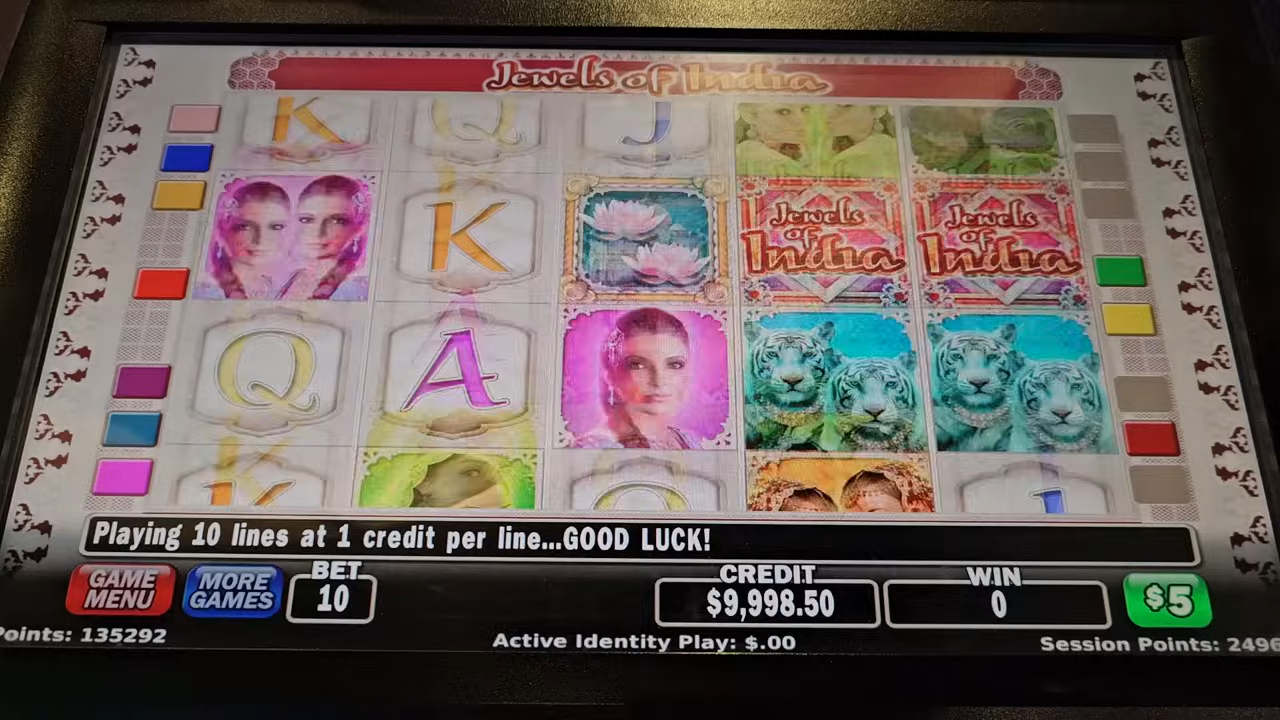 Jewels of India
K Q J
K Jewels of India Jewels of India
Q A
K Q J
Playing 10 lines at 1 credit per line...GOOD LUCK!
GAME MENU
MORE GAMES
BET
10
CREDIT
$9,998.50
WIN
0
$5
Points: 135292
Active Identity Play: $.00
Session Points: 2496